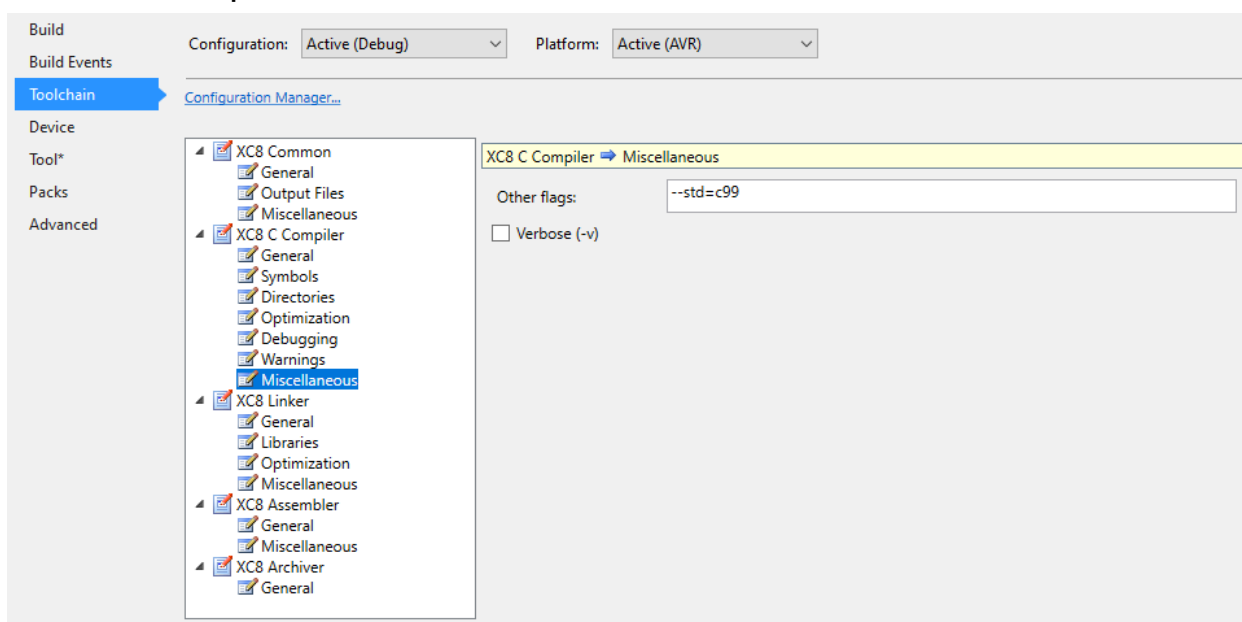 Build
Build Events
Toolchain
Device
Tool*
Packs
Advanced
Configuration: Active (Debug) Platform: Active (AVR)
Configuration Manager...
XC8 Common
General
Output Files
Miscellaneous
XC8 C Compiler
General
Symbols
Directories
Optimization
Debugging
Warnings
Miscellaneous
XC8 Linker
General
Libraries
Optimization
Miscellaneous
XC8 Assembler
General
Miscellaneous
XC8 Archiver
General
XC8 C Compiler ➡ Miscellaneous
Other flags: --std=c99
Verbose (-v)